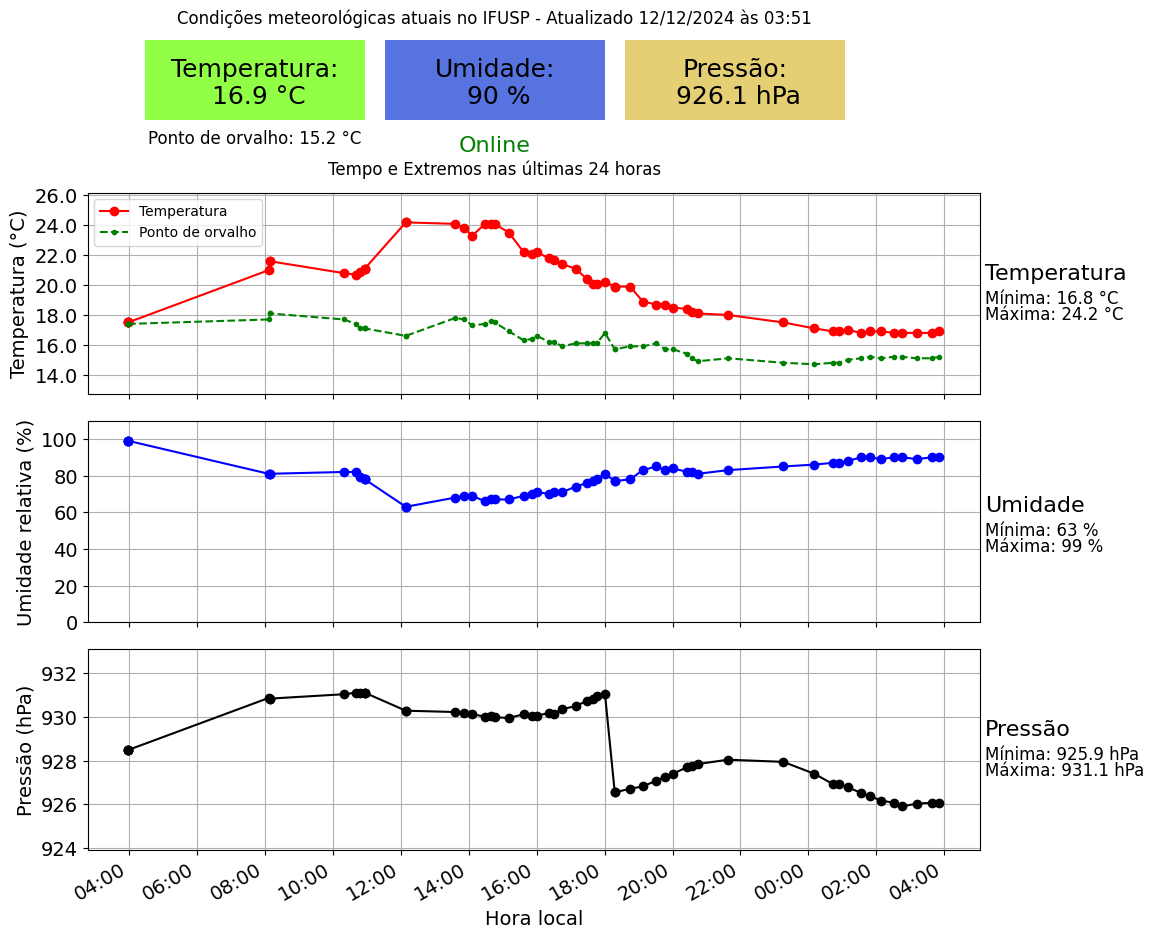 Condições meteorológicas atuais no IFUSP - Atualizado 12/12/2024 às 03:51
Temperatura:
16.9 °C
Umidade:
90 %
Pressão:
926.1 hPa
Ponto de orvalho: 15.2 °C
Online
Tempo e Extremos nas últimas 24 horas
Temperatura (°C)
26.0
24.0
22.0
20.0
18.0
16.0
14.0
Temperatura
Ponto de orvalho
Temperatura
Mínima: 16.8 °C
Máxima: 24.2 °C
Umidade relativa (%)
100
80
60
40
20
0
Umidade
Mínima: 63 %
Máxima: 99 %
Pressão (hPa)
932
930
928
926
924
Pressão
Mínima: 925.9 hPa
Máxima: 931.1 hPa
04:00
06:00
08:00
10:00
12:00
14:00
16:00
18:00
20:00
22:00
00:00
02:00
04:00
Hora local